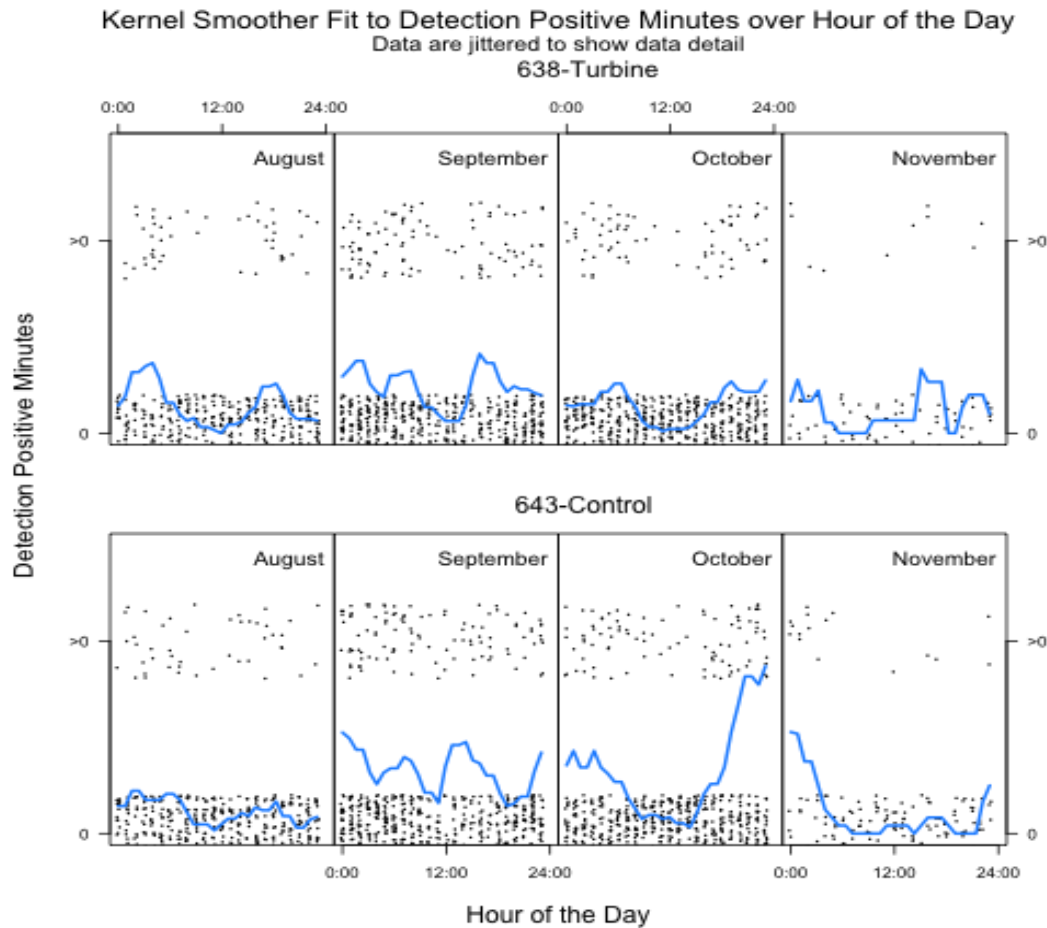 Kernel Smoother Fit to Detection Positive Minutes over Hour of the Day
Data are jittered to show data detail
638-Turbine
0:00 12:00 24:00 0:00 12:00 24:00
August September October November
>0 >0
0 0
Detection Positive Minutes
643-Control
August September October November
>0 >0
0 0
0:00 12:00 24:00 0:00 12:00 24:00
Hour of the Day